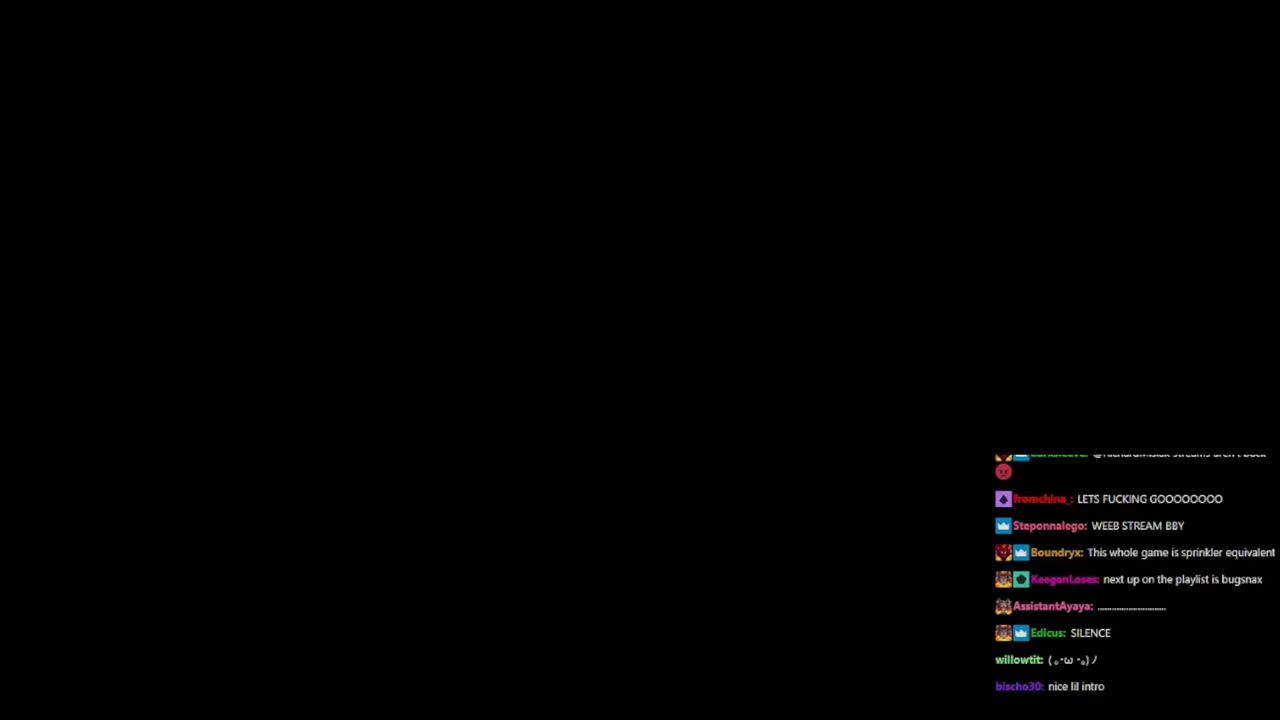 fromchina_: LETS FUCKING GOOOOOOOO
Steponnalego: WEEB STREAM BBY
Boundryx: This whole game is sprinkler equivalent
KeeganLoses: next up on the playlist is bugsnax
AssistantAyaya: ............................
Edicus: SILENCE
willowtit: ( ｡･ω ･｡) ﾉ
bischo30: nice lil intro